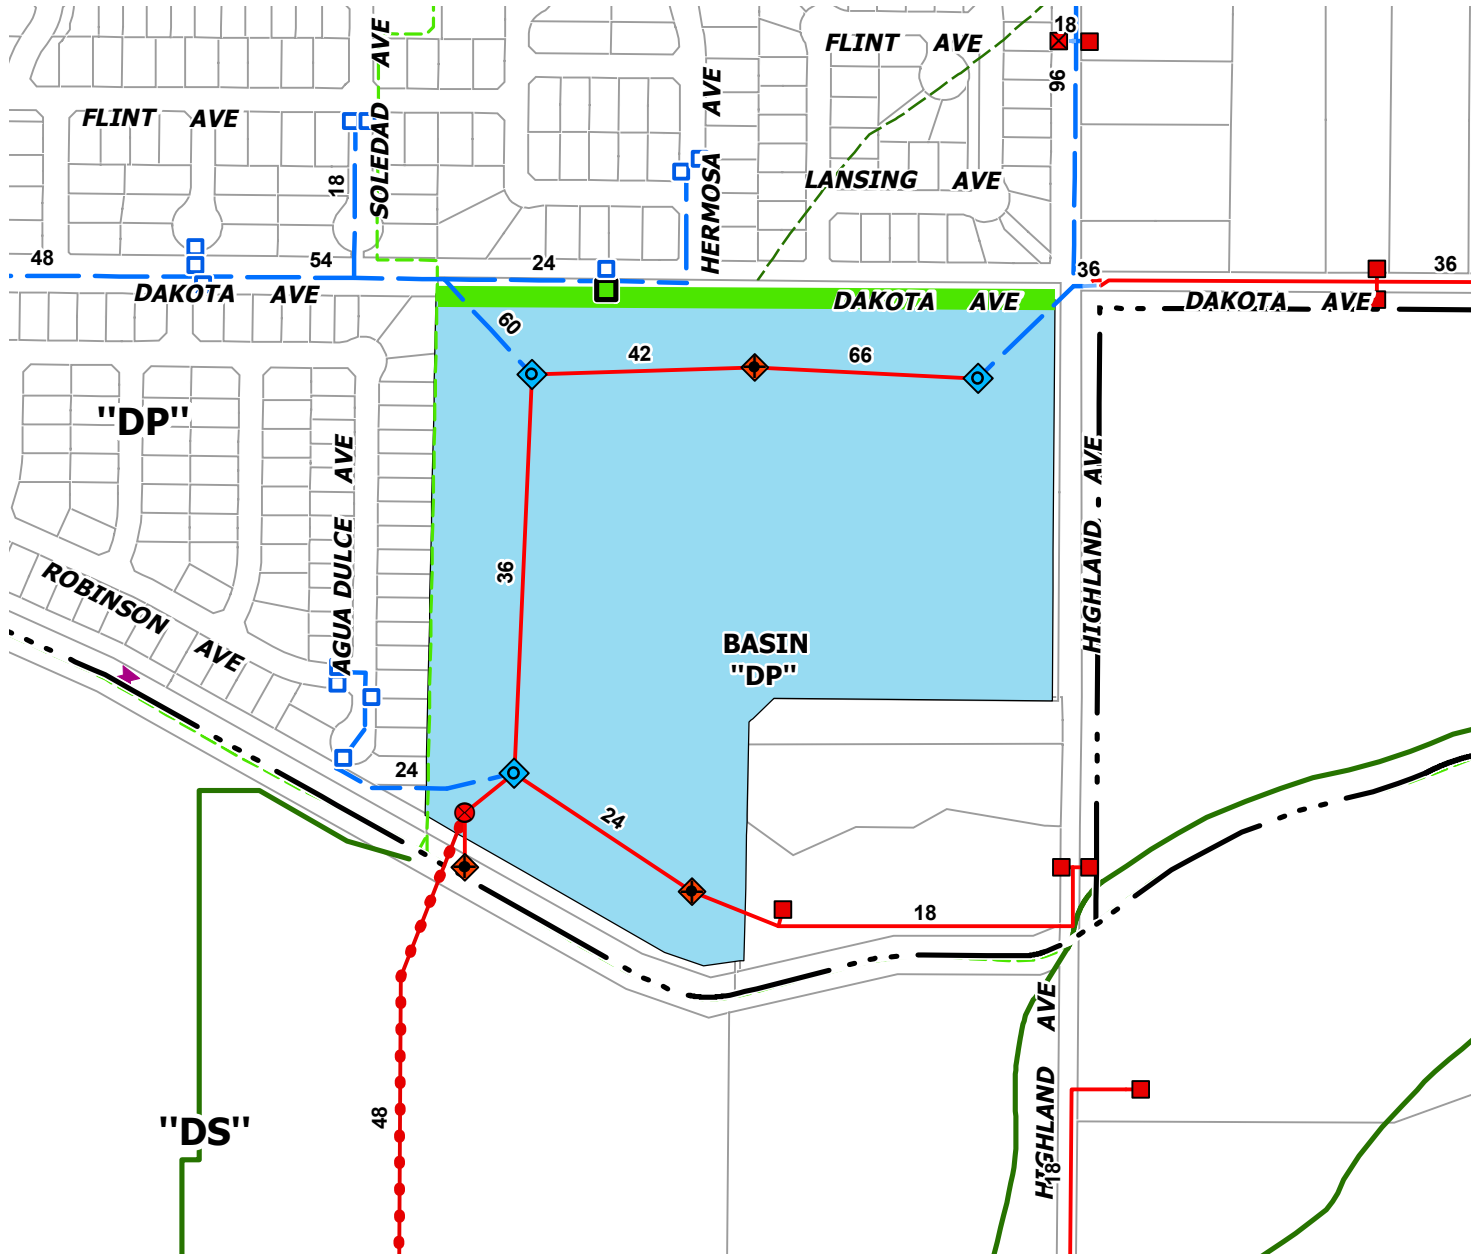 18
FLINT AVE
SOLEDAD AVE
HERMOSA AVE
96
FLINT AVE
LANSING AVE
18
48
54
24
36
36
DAKOTA AVE
DAKOTA AVE
DAKOTA AVE
60
42
66
"DP"
AGUA DULCE AVE
HIGHLAND AVE
36
ROBINSON AVE
BASIN
"DP"
24
24
18
HIGHLAND AVE
48
"DS"
18